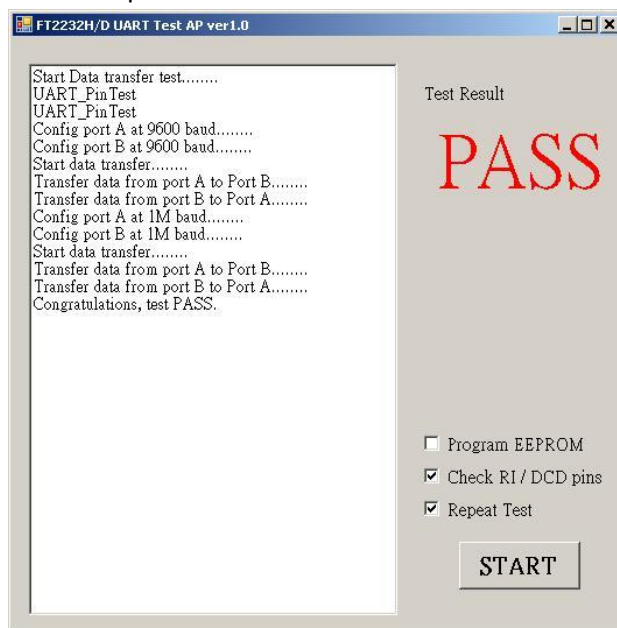 FT2232H/D UART Test AP ver1.0
Start Data transfer test........
UART_PinTest
UART_PinTest
Config port A at 9600 baud........
Config port B at 9600 baud........
Start data transfer........
Transfer data from port A to Port B........
Transfer data from port B to Port A........
Config port A at 1M baud........
Config port B at 1M baud........
Start data transfer........
Transfer data from port A to Port B........
Transfer data from port B to Port A........
Congratulations, test PASS.
Test Result
PASS
Program EEPROM
Check RI / DCD pins
Repeat Test
START